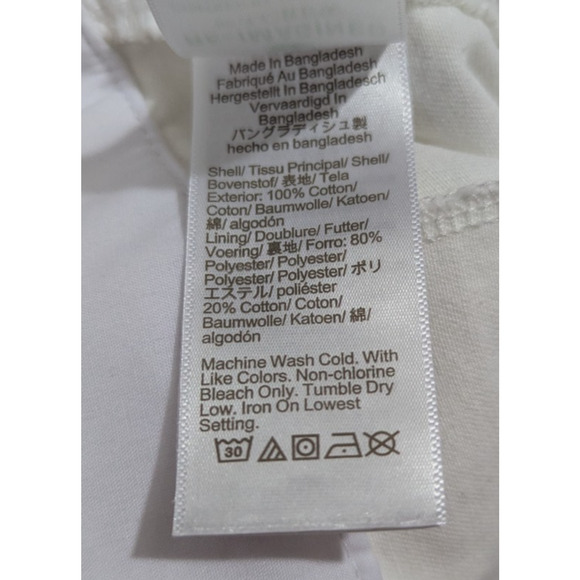 Made In Bangladesh
Fabriqué Au Bangladesh
Hergestellt In Bangladesch
Vervaardigd In
Bangladesh
バングラディシュ製
hecho en bangladesh
Shell/ Tissu Principal/ Shell/
Bovenstof/ 表地/ Tela
Exterior: 100% Cotton/
Coton/ Baumwolle/ Katoen/
綿/ algodón
Lining/ Doublure/ Futter/
Voering/ 裏地/ Forro: 80%
Polyester/ Polyester/
Polyester/ Polyester/ ポリ
エステル/ poliéster
20% Cotton/ Coton/
Baumwolle/ Katoen/ 綿/
algodón
Machine Wash Cold. With
Like Colors. Non-chlorine
Bleach Only. Tumble Dry
Low. Iron On Lowest
Setting.
30